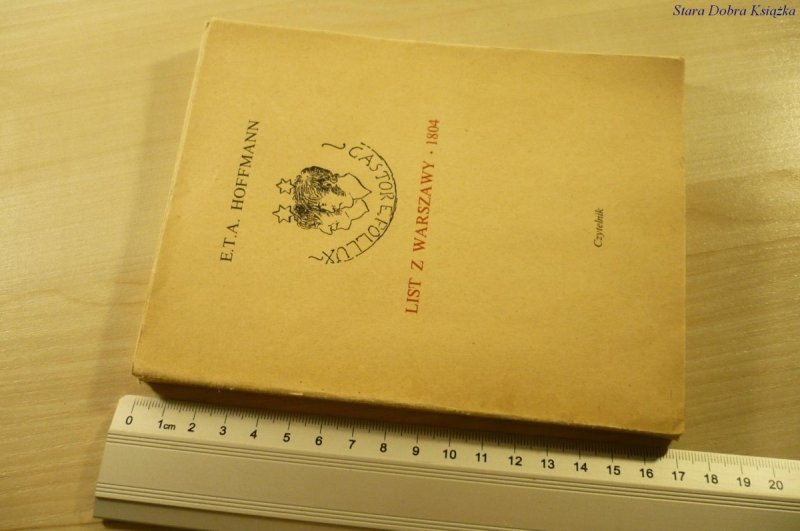 Stara Dobra Książka
E.T.A. HOFFMANN
CASTOR E POLLUX
LIST Z WARSZAWY · 1804
Czytelnik
0 1cm 2 3 4 5 6 7 8 9 10 11 12 13 14 15 16 17 18 19 20